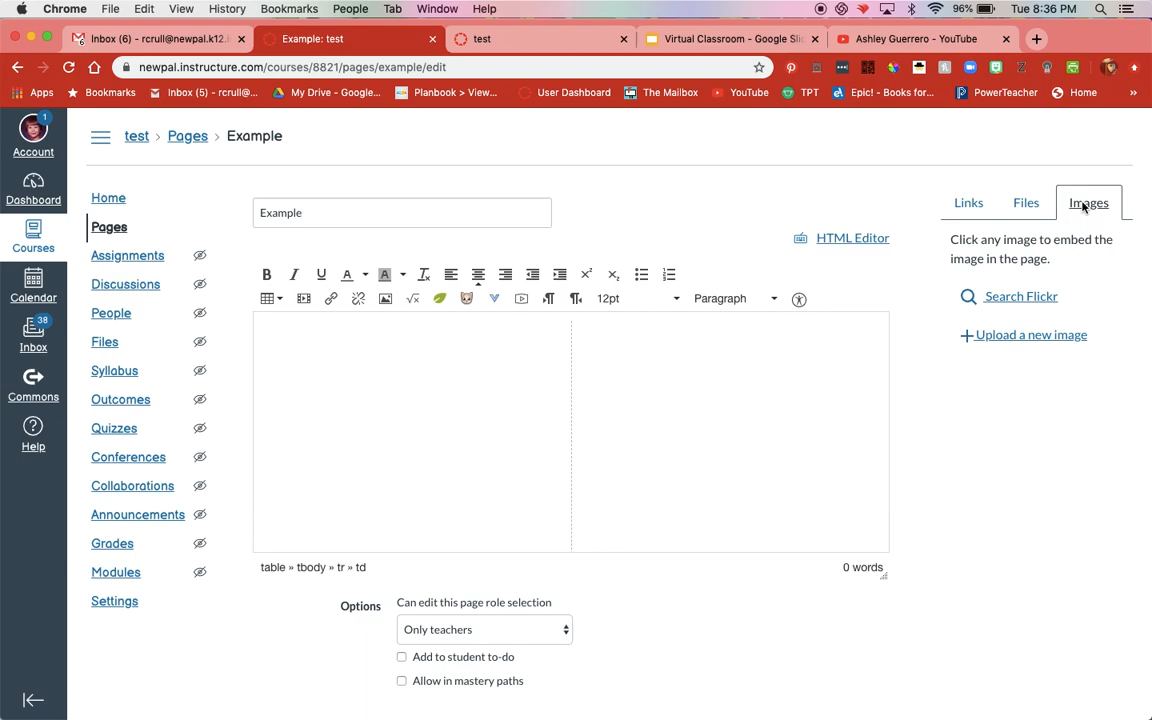 Chrome File Edit View History Bookmarks People Tab Window Help 96% Tue 8:36 PM
Inbox (6) - rcrull@newpal.k12.i Example: test test Virtual Classroom - Google Slic Ashley Guerrero - YouTube
newpal.instructure.com/courses/8821/pages/example/edit
Apps Bookmarks Inbox (5) - rcrull@... My Drive - Google... Planbook > View... User Dashboard The Mailbox YouTube TPT Epic! - Books for... PowerTeacher Home »
1
Account
Dashboard
Courses
Calendar
38
Inbox
Commons
Help
test › Pages › Example
Home
Pages
Assignments
Discussions
People
Files
Syllabus
Outcomes
Quizzes
Conferences
Collaborations
Announcements
Grades
Modules
Settings
Example
HTML Editor
12pt Paragraph
table » tbody » tr » td 0 words
Options Can edit this page role selection
Only teachers
Add to student to-do
Allow in mastery paths
Links Files Images
Click any image to embed the
image in the page.
Search Flickr
Upload a new image